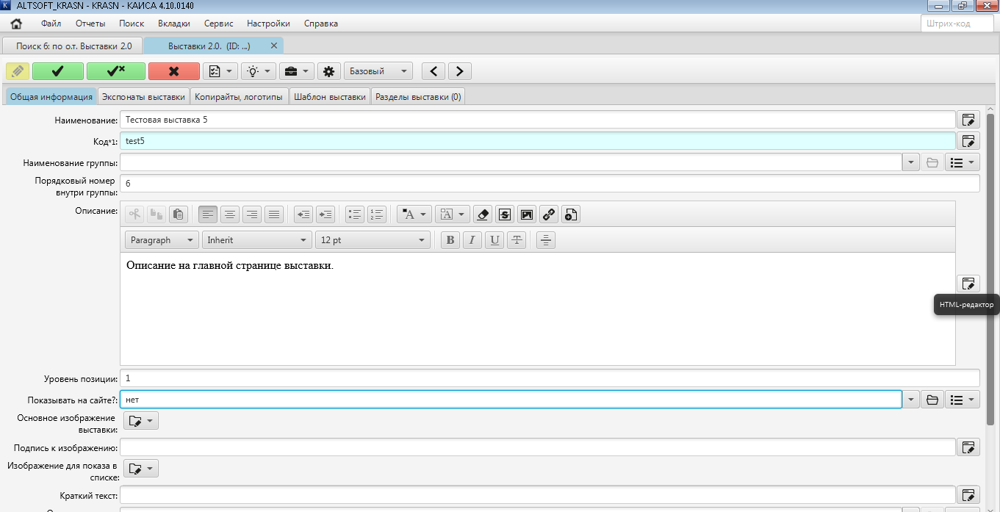 ALTSOFT_KRASN - KRASN - КАИСА 4.10.0140
Файл Отчеты Поиск Вкладки Сервис Настройки Справка Штрих-код
Поиск 6: по о.т. Выставки 2.0 Выставки 2.0. (ID: ...)
Базовый
Общая информация Экспонаты выставки Копирайты, логотипы Шаблон выставки Разделы выставки (0)
Наименование: Тестовая выставка 5
Код*1: test5
Наименование группы:
Порядковый номер внутри группы: 6
Описание:
Paragraph Inherit 12 pt B I U T
Описание на главной странице выставки.
HTML-редактор
Уровень позиции: 1
Показывать на сайте?: нет
Основное изображение
выставки:
Подпись к изображению:
Изображение для показа в
списке:
Краткий текст: